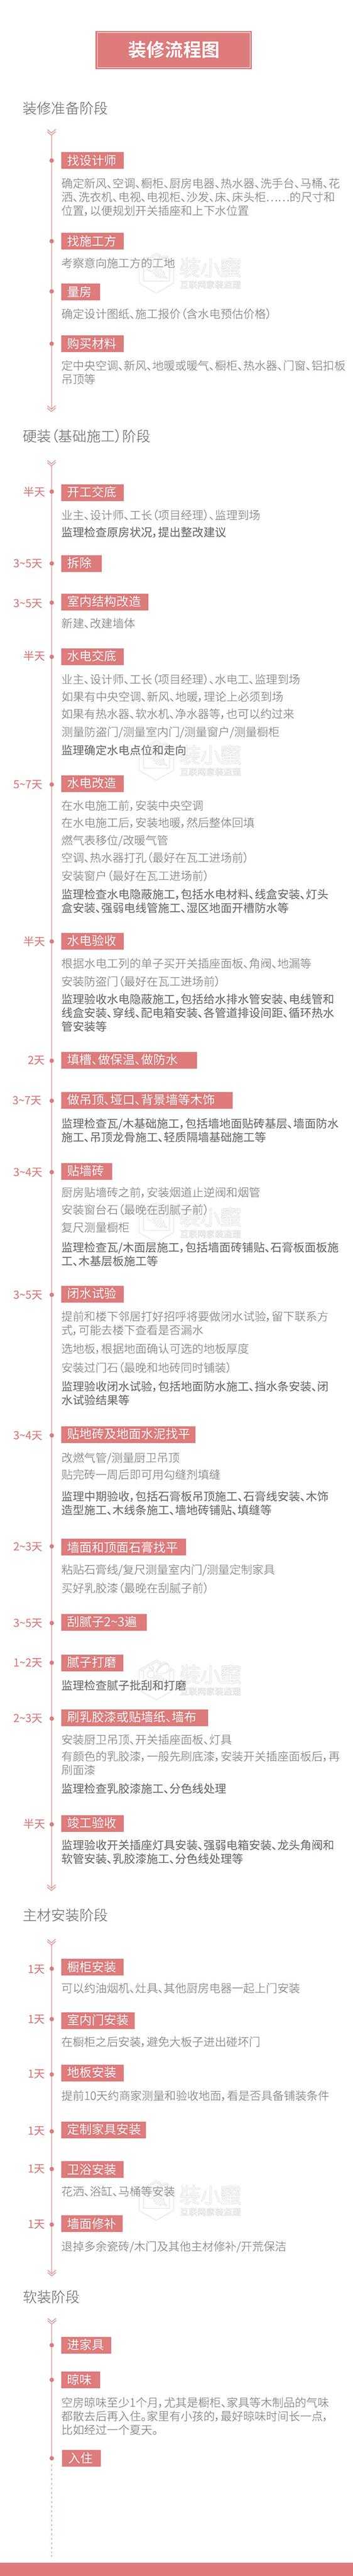 装修流程图
装修准备阶段
找设计师
确定新风、空调、橱柜、厨房电器、热水器、洗手台、马桶、花
洒、洗衣机、电视、电视柜、沙发、床、床头柜……的尺寸和
位置，以便规划开关插座和上下水位置
找施工方
考察意向施工方的工地
装小蜜
互联网家装监理
量房
确定设计图纸、施工报价（含水电预估价格）
购买材料
定中央空调、新风、地暖或暖气、橱柜、热水器、门窗、铝扣板
吊顶等
硬装（基础施工）阶段
半天 开工交底
业主、设计师、工长（项目经理）、监理到场
监理检查原房状况，提出整改建议
3~5天 拆除
3~5天 室内结构改造
新建、改建墙体
半天 水电交底
业主、设计师、工长（项目经理）、水电工、监理到场
如果有中央空调、新风、地暖，理论上必须到场
如果有热水器、软水机、净水器等，也可以约过来
测量防盗门/测量室内门/测量窗户/测量橱柜
监理确定水电点位和走向
装小蜜
互联网家装监理
5~7天 水电改造
在水电施工前，安装中央空调
在水电施工后，安装地暖，然后整体回填
燃气表移位/改暖气管
空调、热水器打孔（最好在瓦工进场前）
安装窗户（最好在瓦工进场前）
监理检查水电隐蔽施工，包括水电材料、线盒安装、灯头
盒安装、强弱电线管施工、湿区地面开槽防水等
半天 水电验收
根据水电工列的单子买开关插座面板、角阀、地漏等
安装防盗门（最好在瓦工进场前）
监理验收水电隐蔽施工，包括给水排水管安装、电线管和
线盒安装、穿线、配电箱安装、各管道排设间距、循环热水
管安装等
2天 填槽、做保温、做防水
3~7天 做吊顶、垭口、背景墙等木饰
监理检查瓦/木基础施工，包括墙地面贴砖基层、墙面防水
施工、吊顶龙骨施工、轻质隔墙基础施工等
3~4天 贴墙砖
厨房贴墙砖之前，安装烟道止逆阀和烟管
安装窗台石（最晚在刮腻子前）
复尺测量橱柜
装小蜜
互联网家装监理
监理检查瓦/木面层施工，包括墙面砖铺贴、石膏板面板施
工、木基层板施工等
3~5天 闭水试验
提前和楼下邻居打好招呼将要做闭水试验，留下联系方
式，可能去楼下查看是否漏水
选地板，根据地面确认可选的地板厚度
安装过门石（最晚和地砖同时铺装）
监理验收闭水试验，包括地面防水施工、挡水条安装、闭
水试验结果等
3~4天 贴地砖及地面水泥找平
改燃气管/测量厨卫吊顶
贴完砖一周后即可用勾缝剂填缝
监理中期验收，包括石膏板吊顶施工、石膏线安装、木饰
造型施工、木线条施工、墙地砖铺贴、填缝等
2~3天 墙面和顶面石膏找平
粘贴石膏线/复尺测量室内门/测量定制家具
买好乳胶漆（最晚在刮腻子前）
3~5天 刮腻子2~3遍
1~2天 腻子打磨
监理检查腻子批刮和打磨
装小蜜
互联网家装监理
2~3天 刷乳胶漆或贴墙纸、墙布
安装厨卫吊顶、开关插座面板、灯具
有颜色的乳胶漆，一般先刷底漆，安装开关插座面板后，再
刷面漆
监理检查乳胶漆施工、分色线处理
半天 竣工验收
监理验收开关插座灯具安装、强弱电箱安装、龙头角阀和
软管安装、乳胶漆施工、分色线处理等
主材安装阶段
1天 橱柜安装
可以约油烟机、灶具、其他厨房电器一起上门安装
1天 室内门安装
在橱柜之后安装，避免大板子进出碰坏门
1天 地板安装
提前10天约商家测量和验收地面，看是否具备铺装条件
1天 定制家具安装
1天 卫浴安装
花洒、浴缸、马桶等安装
装小蜜
互联网家装监理
1天 墙面修补
退掉多余瓷砖/木门及其他主材修补/开荒保洁
软装阶段
进家具
晾味
空房晾味至少1个月，尤其是橱柜、家具等木制品的气味
都散去后再入住。家里有小孩的，最好晾味时间长一点，
比如经过一个夏天。
入住